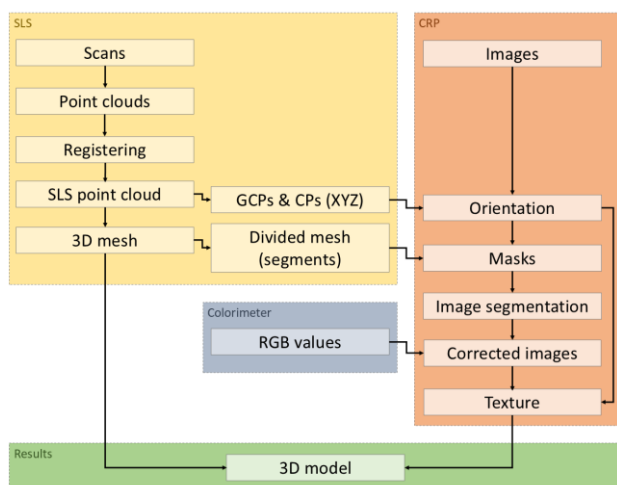 SLS
Scans
Point clouds
Registering
SLS point cloud
GCPs & CPs (XYZ)
3D mesh
Divided mesh
(segments)
Colorimeter
RGB values
CRP
Images
Orientation
Masks
Image segmentation
Corrected images
Texture
Results
3D model